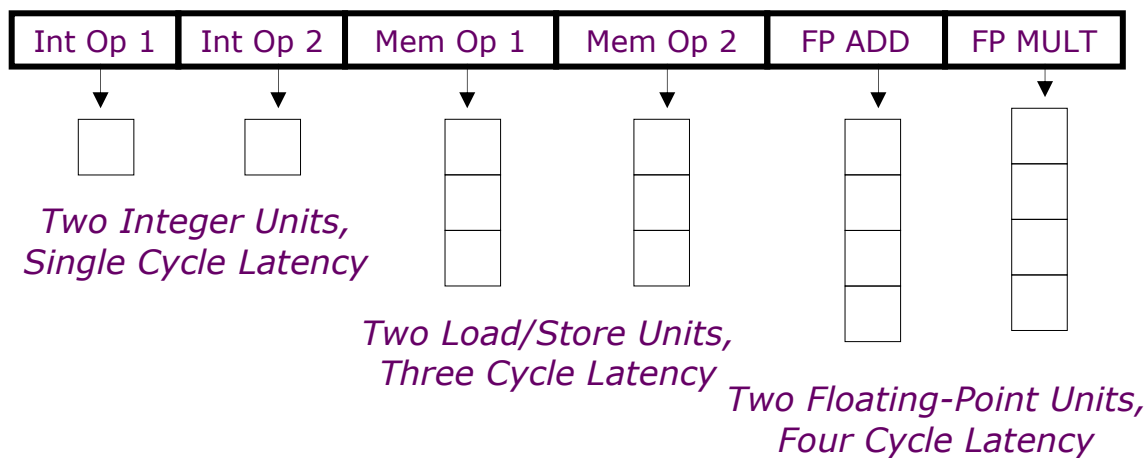 Int Op 1 Int Op 2 Mem Op 1 Mem Op 2 FP ADD FP MULT
Two Integer Units,
Single Cycle Latency
Two Load/Store Units,
Three Cycle Latency
Two Floating-Point Units,
Four Cycle Latency